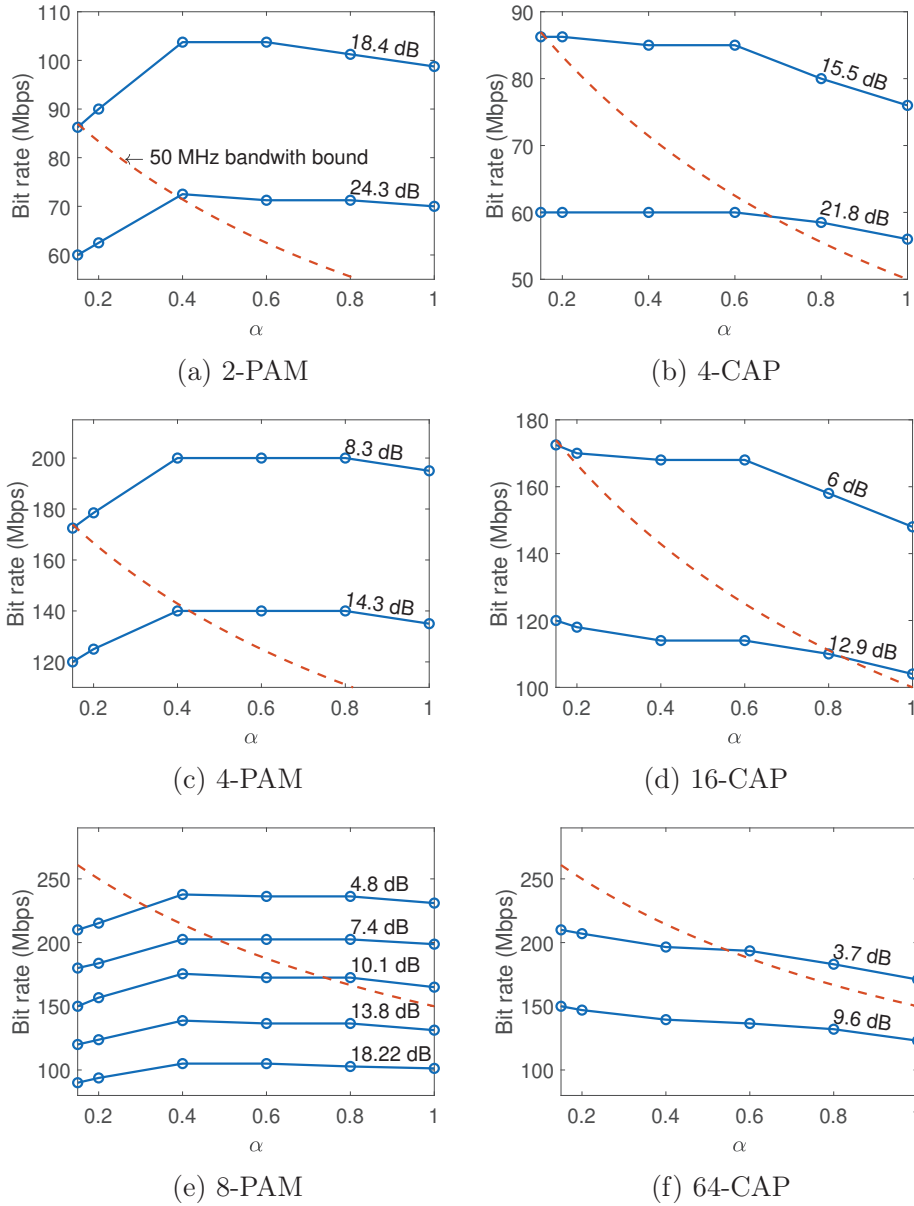 18.4 dB
← 50 MHz bandwith bound
24.3 dB
60
70
80
90
100
110
Bit rate (Mbps)
0.2
0.4
0.6
0.8
1
α
(a) 2-PAM
15.5 dB
21.8 dB
50
60
70
80
90
Bit rate (Mbps)
0.2
0.4
0.6
0.8
1
α
(b) 4-CAP
8.3 dB
14.3 dB
120
140
160
180
200
Bit rate (Mbps)
0.2
0.4
0.6
0.8
1
α
(c) 4-PAM
6 dB
12.9 dB
100
120
140
160
180
Bit rate (Mbps)
0.2
0.4
0.6
0.8
1
α
(d) 16-CAP
4.8 dB
7.4 dB
10.1 dB
13.8 dB
18.22 dB
100
150
200
250
Bit rate (Mbps)
0.2
0.4
0.6
0.8
1
α
(e) 8-PAM
3.7 dB
9.6 dB
100
150
200
250
Bit rate (Mbps)
0.2
0.4
0.6
0.8
1
α
(f) 64-CAP